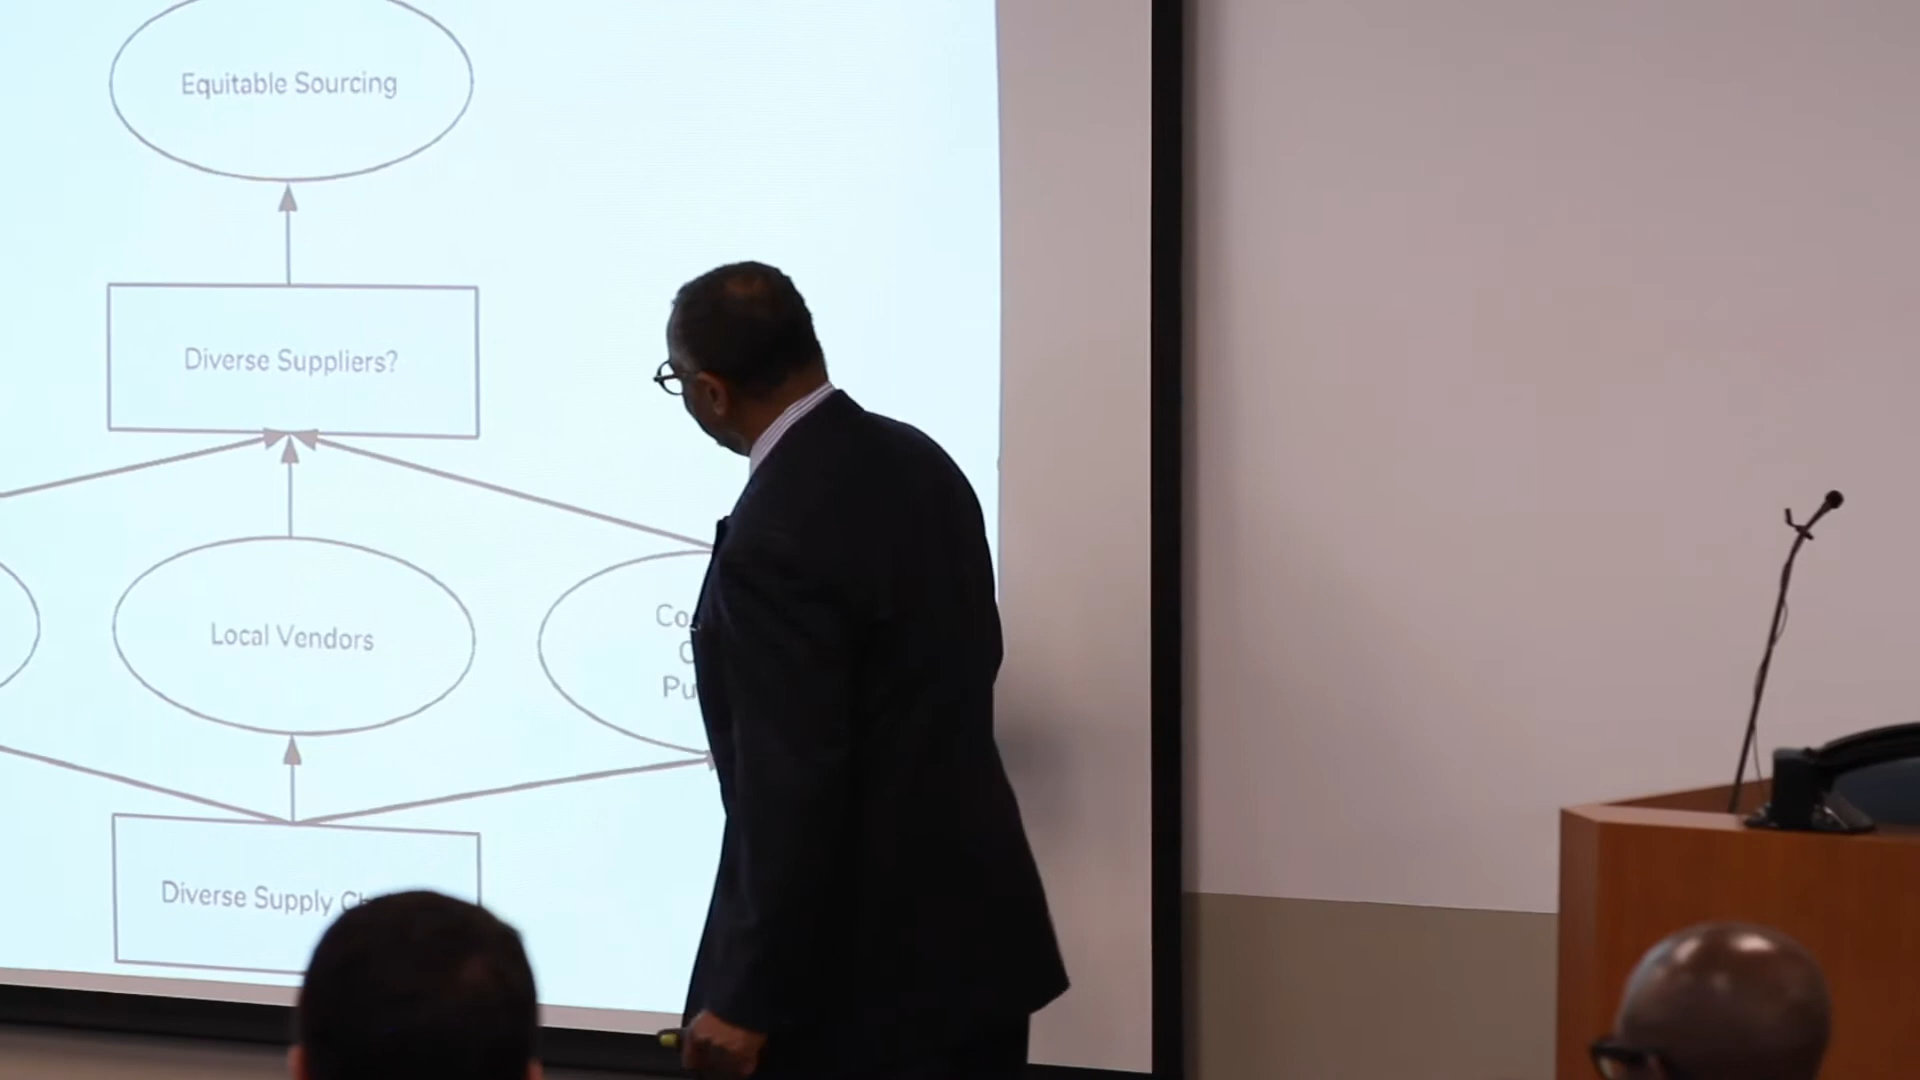 Equitable Sourcing
Diverse Suppliers?
Local Vendors
Diverse Supply